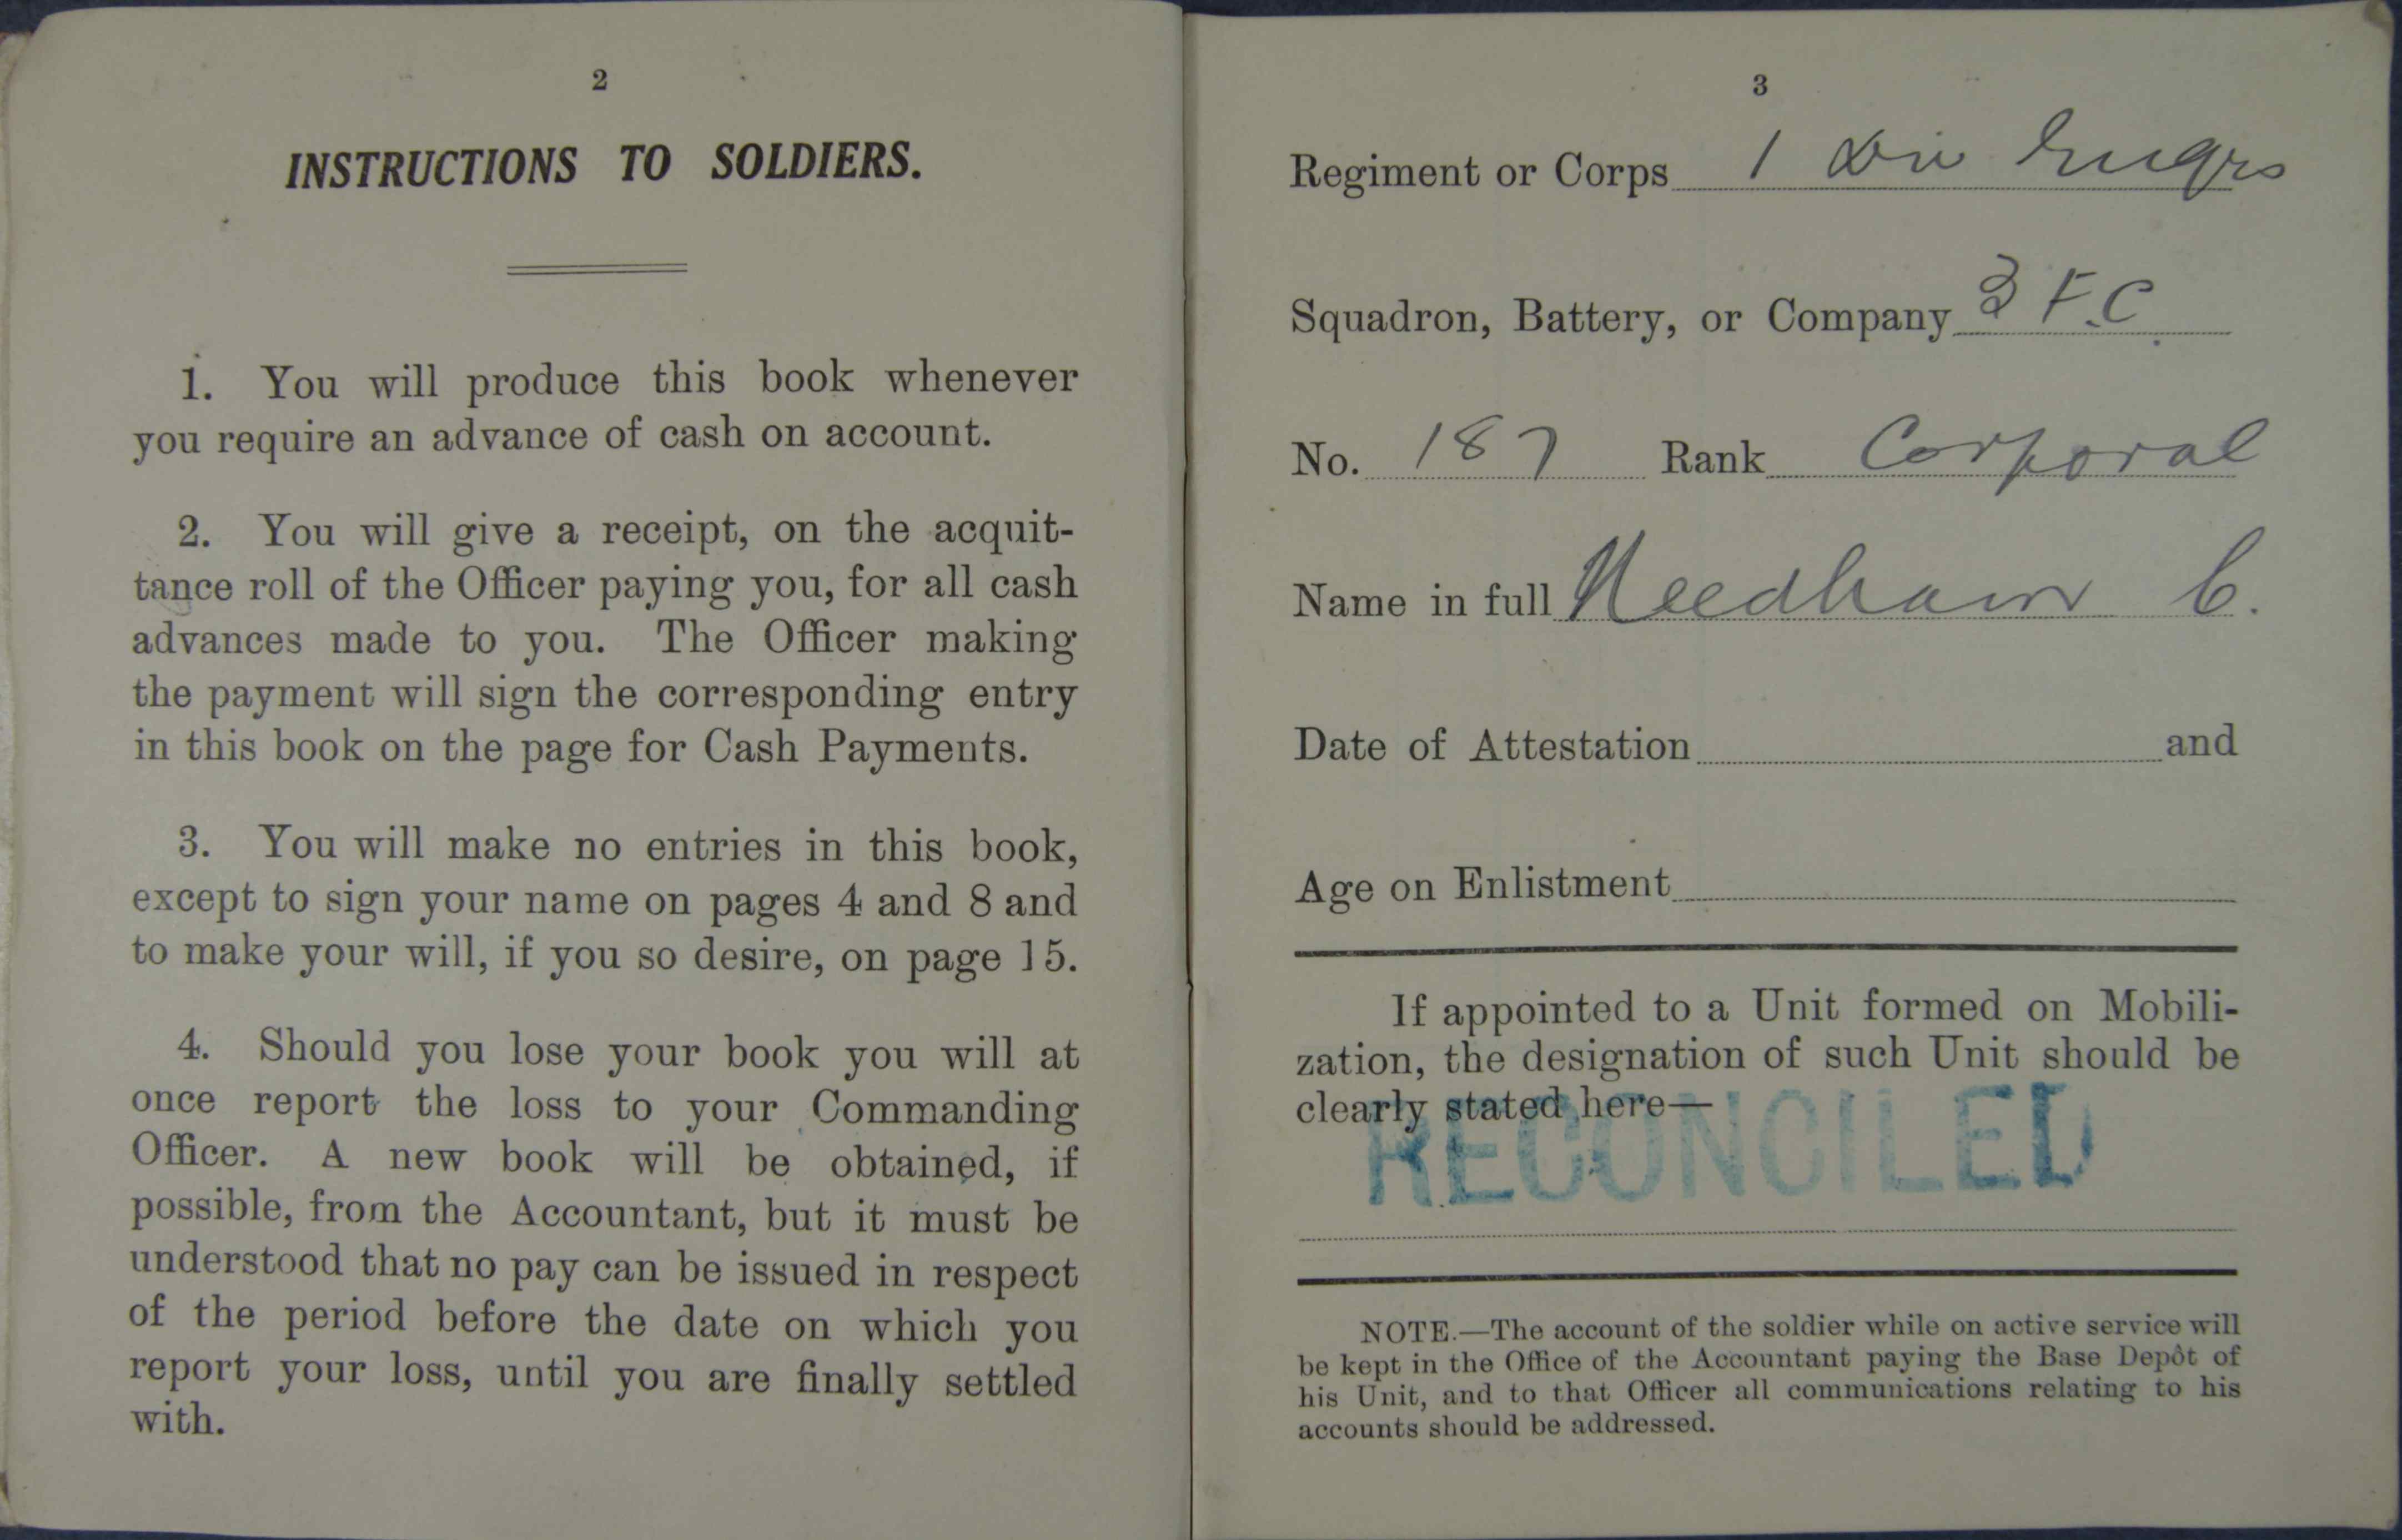 2
INSTRUCTIONS TO SOLDIERS.
1. You will produce this book whenever
you require an advance of cash on account.
2. You will give a receipt, on the acquit-
tance roll of the Officer paying you, for all cash
advances made to you. The Officer making
the payment will sign the corresponding entry
in this book on the page for Cash Payments.
3. You will make no entries in this book,
except to sign your name on pages 4 and 8 and
to make your will, if you so desire, on page 15.
4. Should you lose your book you will at
once report the loss to your Commanding
Officer. A new book will be obtained, if
possible, from the Accountant, but it must be
understood that no pay can be issued in respect
of the period before the date on which you
report your loss, until you are finally settled
with.
3
Regiment or Corps 1 Div Engrs
Squadron, Battery, or Company 3 F.C.
No. 187 Rank Corporal
Name in full Needham C.
Date of Attestation and
Age on Enlistment
If appointed to a Unit formed on Mobili-
zation, the designation of such Unit should be
clearly stated here—
RECONCILED
NOTE.—The account of the soldier while on active service will
be kept in the Office of the Accountant paying the Base Depôt of
his Unit, and to that Officer all communications relating to his
accounts should be addressed.